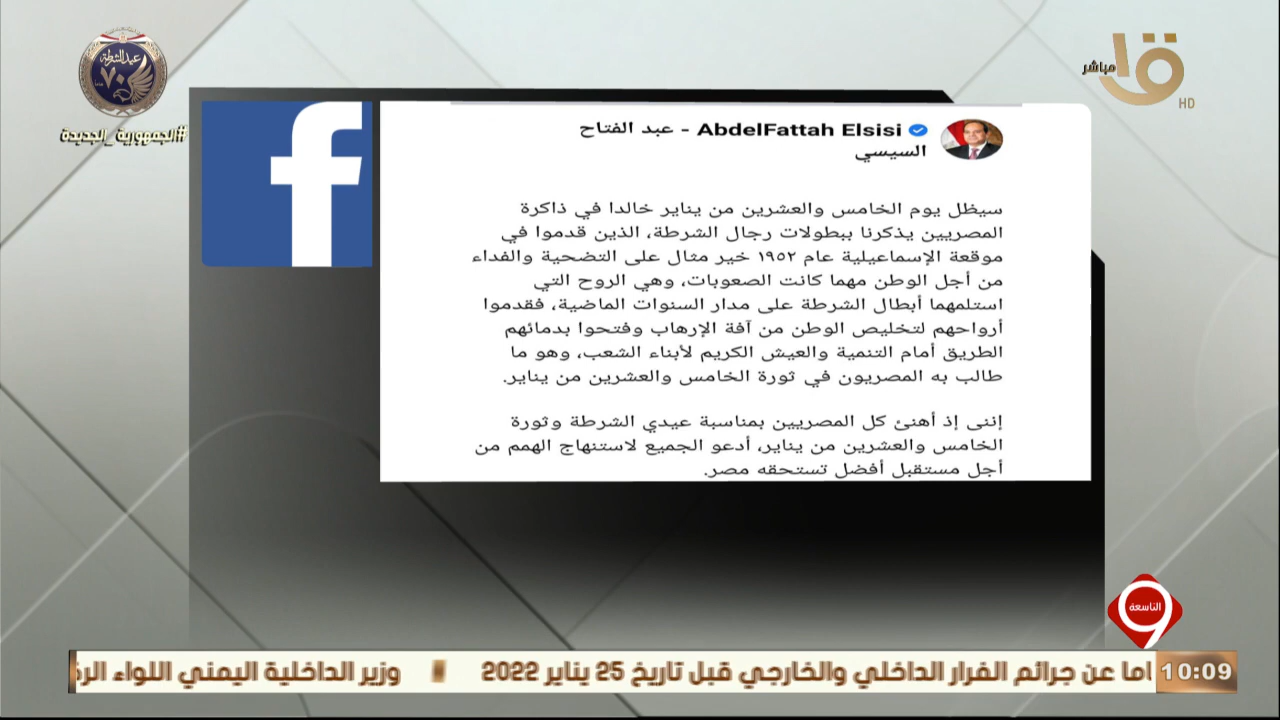 عيد الشرطة
٧٠
#الجمهورية_الجديدة
مباشر
HD
AbdelFattah Elsisi - عبد الفتاح
السيسي
سيظل يوم الخامس والعشرين من يناير خالدا في ذاكرة
المصريين يذكرنا ببطولات رجال الشرطة، الذين قدموا في
موقعة الإسماعيلية عام ١٩٥٢ خير مثال على التضحية والفداء
من أجل الوطن مهما كانت الصعوبات، وهي الروح التي
استلمهما أبطال الشرطة على مدار السنوات الماضية، فقدموا
أرواحهم لتخليص الوطن من آفة الإرهاب وفتحوا بدمائهم
الطريق أمام التنمية والعيش الكريم لأبناء الشعب، وهو ما
طالب به المصريون في ثورة الخامس والعشرين من يناير.
إننى إذ أهنئ كل المصريين بمناسبة عيدي الشرطة وثورة
الخامس والعشرين من يناير، أدعو الجميع لاستنهاج الهمم من
أجل مستقبل أفضل تستحقه مصر.
التاسعة
9
10:09
اما عن جرائم الفرار الداخلي والخارجي قبل تاريخ 25 يناير 2022 وزير الداخلية اليمني اللواء الر